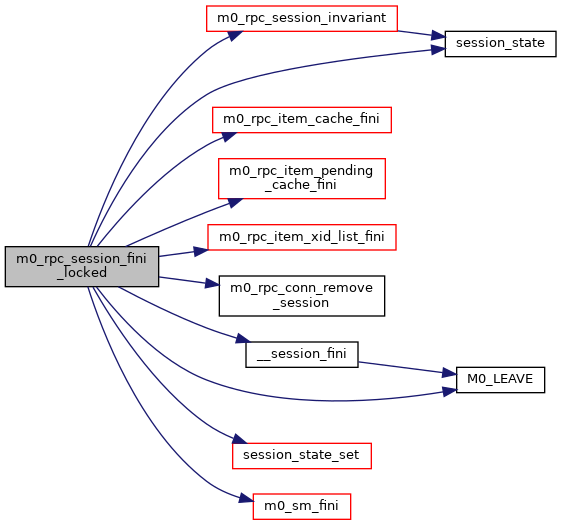 m0_rpc_session_invariant
session_state
m0_rpc_item_cache_fini
m0_rpc_item_pending
_cache_fini
m0_rpc_item_xid_list_fini
m0_rpc_session_fini
_locked
m0_rpc_conn_remove
_session
__session_fini
M0_LEAVE
session_state_set
m0_sm_fini